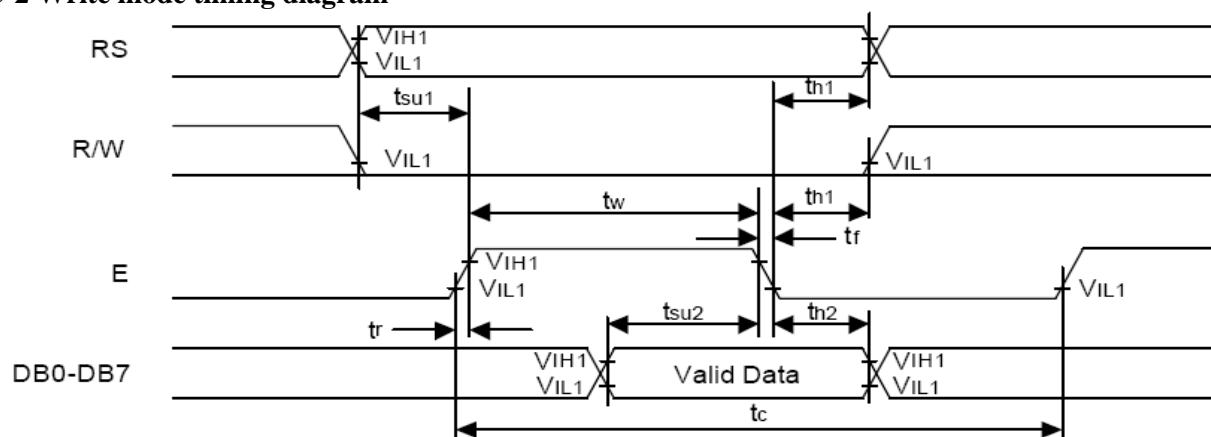 2 Write mode timing diagram
RS
VIH1
VIL1
tsu1
th1
R/W
VIL1
VIL1
tw
th1
tf
E
VIH1
VIL1
VIL1
tr
tsu2
th2
DB0-DB7
VIH1
VIL1
Valid Data
VIH1
VIL1
tc